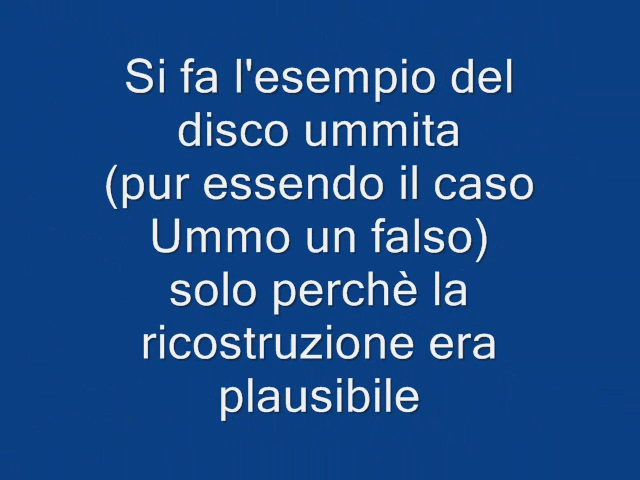 Si fa l'esempio del
disco ummita
(pur essendo il caso
Ummo un falso)
solo perchè la
ricostruzione era
plausibile